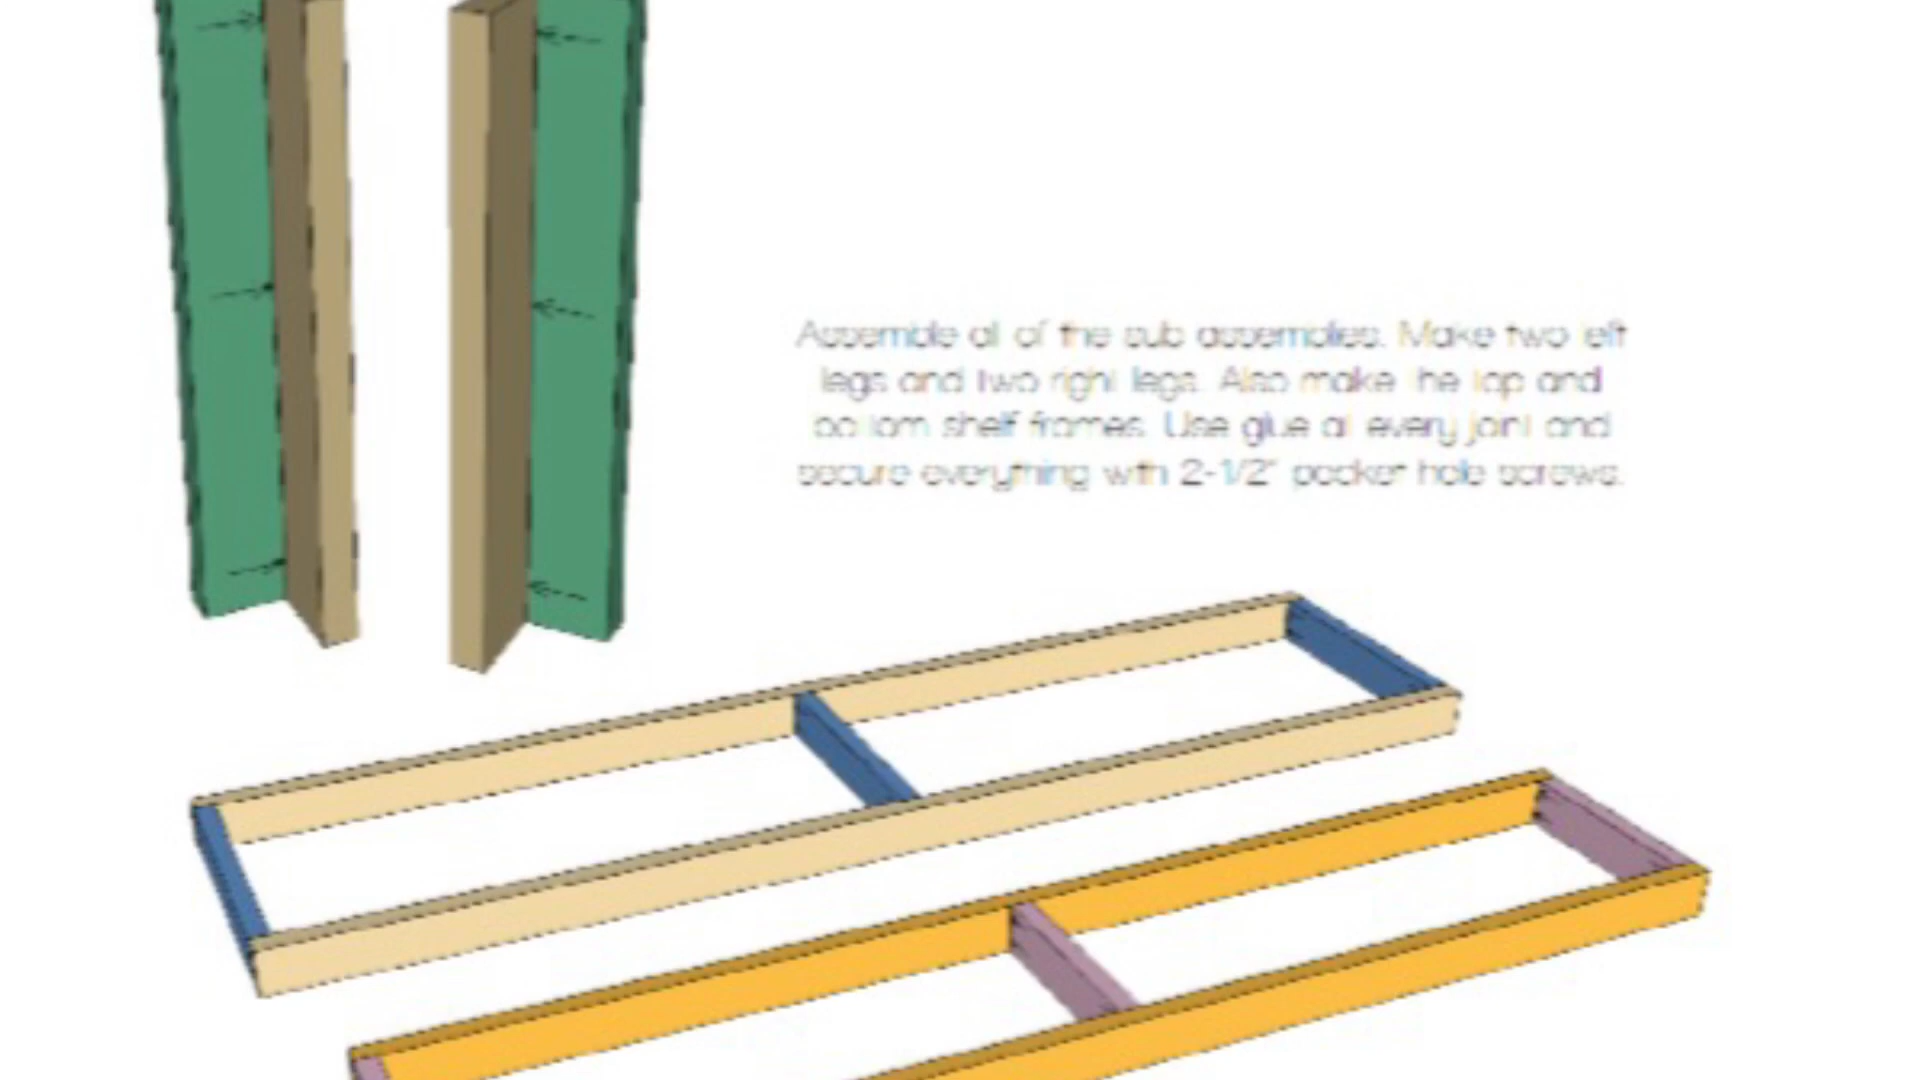 Assemble all of the sub assemblies. Make two left
legs and two right legs. Also make the top and
bottom shelf frames. Use glue at every joint and
secure everything with 2-1/2" pocket hole screws.